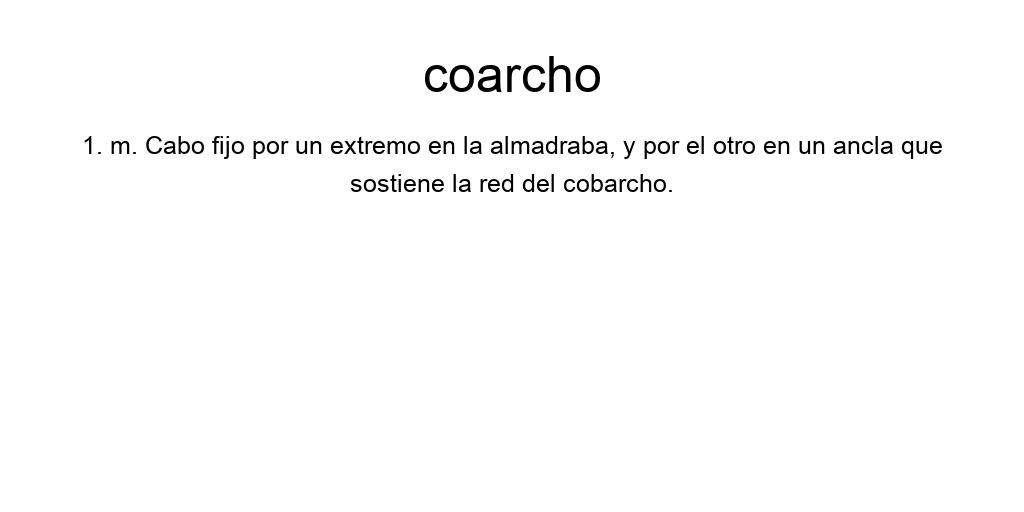 coarcho
1. m. Cabo fijo por un extremo en la almadraba, y por el otro en un ancla que
sostiene la red del cobarcho.